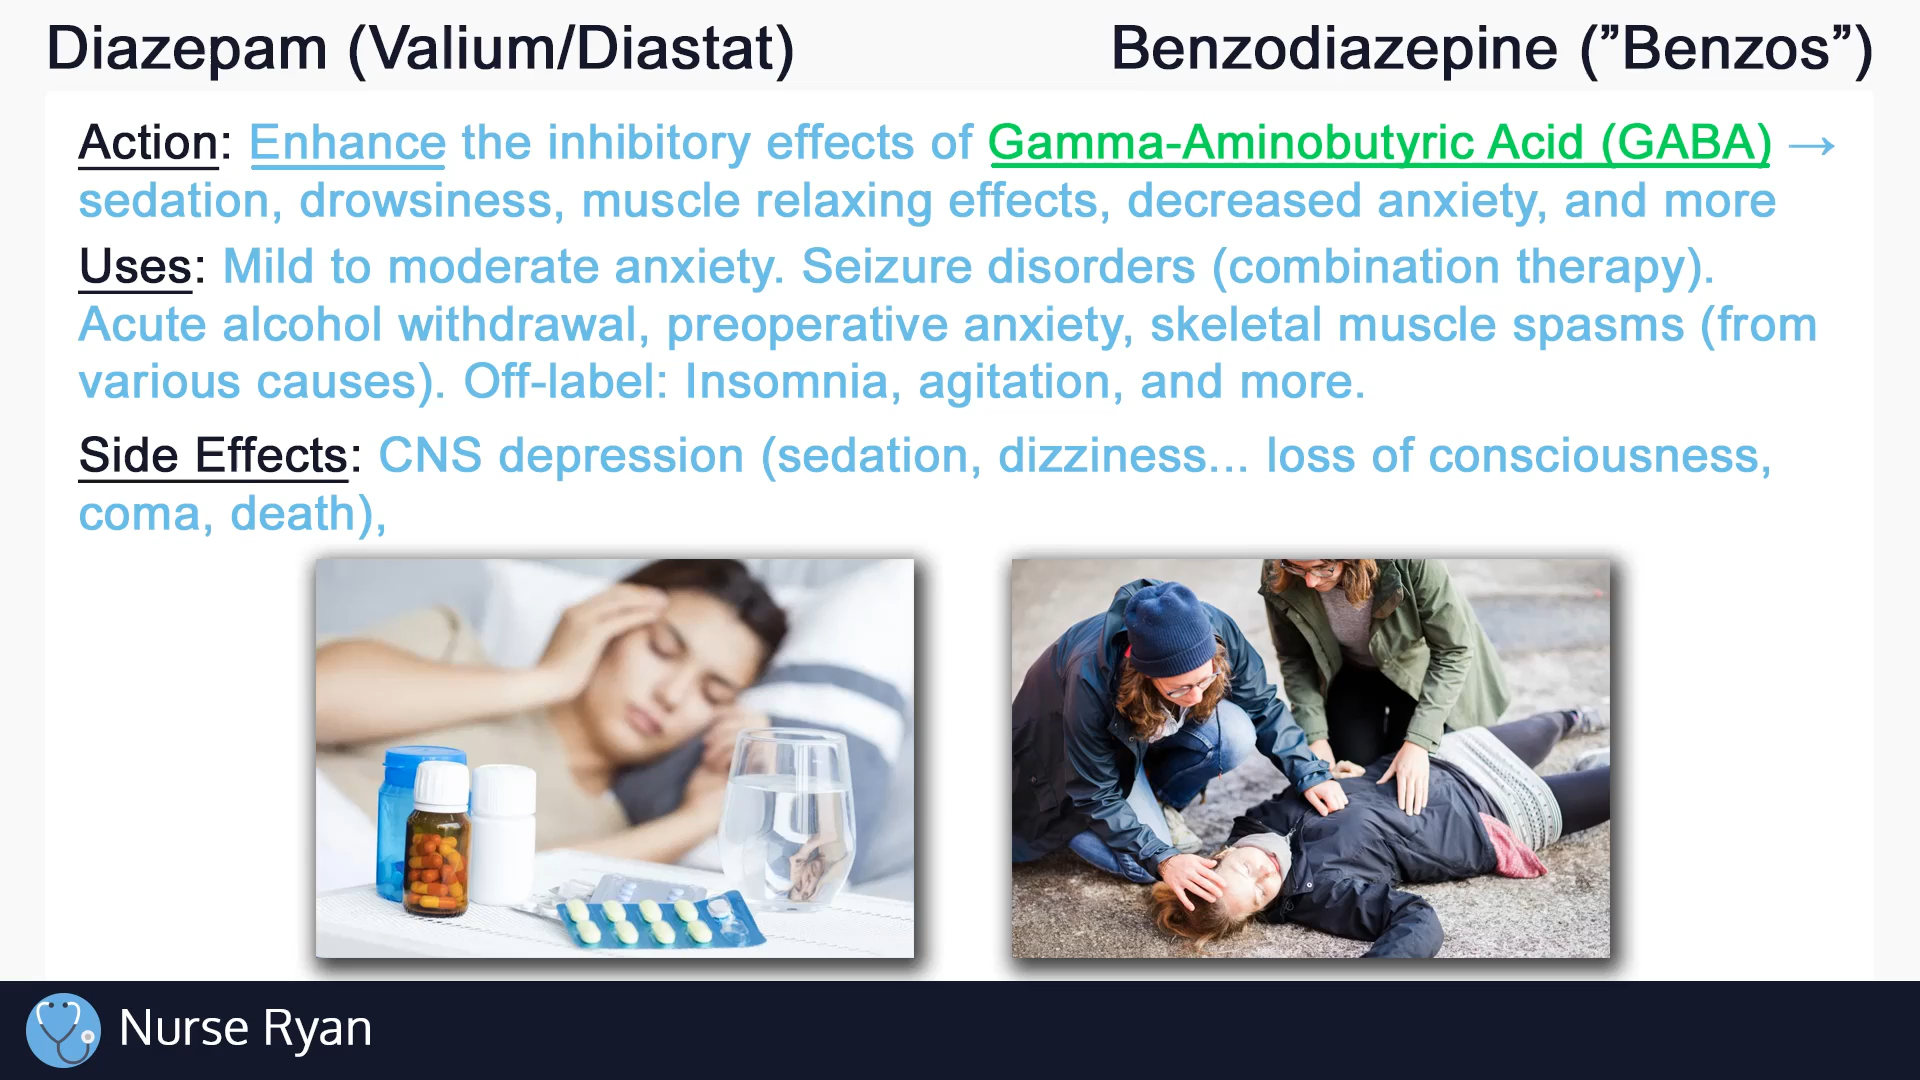 Diazepam (Valium/Diastat)
Benzodiazepine (”Benzos”)
Action: Enhance the inhibitory effects of Gamma-Aminobutyric Acid (GABA) →
sedation, drowsiness, muscle relaxing effects, decreased anxiety, and more
Uses: Mild to moderate anxiety. Seizure disorders (combination therapy).
Acute alcohol withdrawal, preoperative anxiety, skeletal muscle spasms (from
various causes). Off-label: Insomnia, agitation, and more.
Side Effects: CNS depression (sedation, dizziness... loss of consciousness,
coma, death),
Nurse Ryan